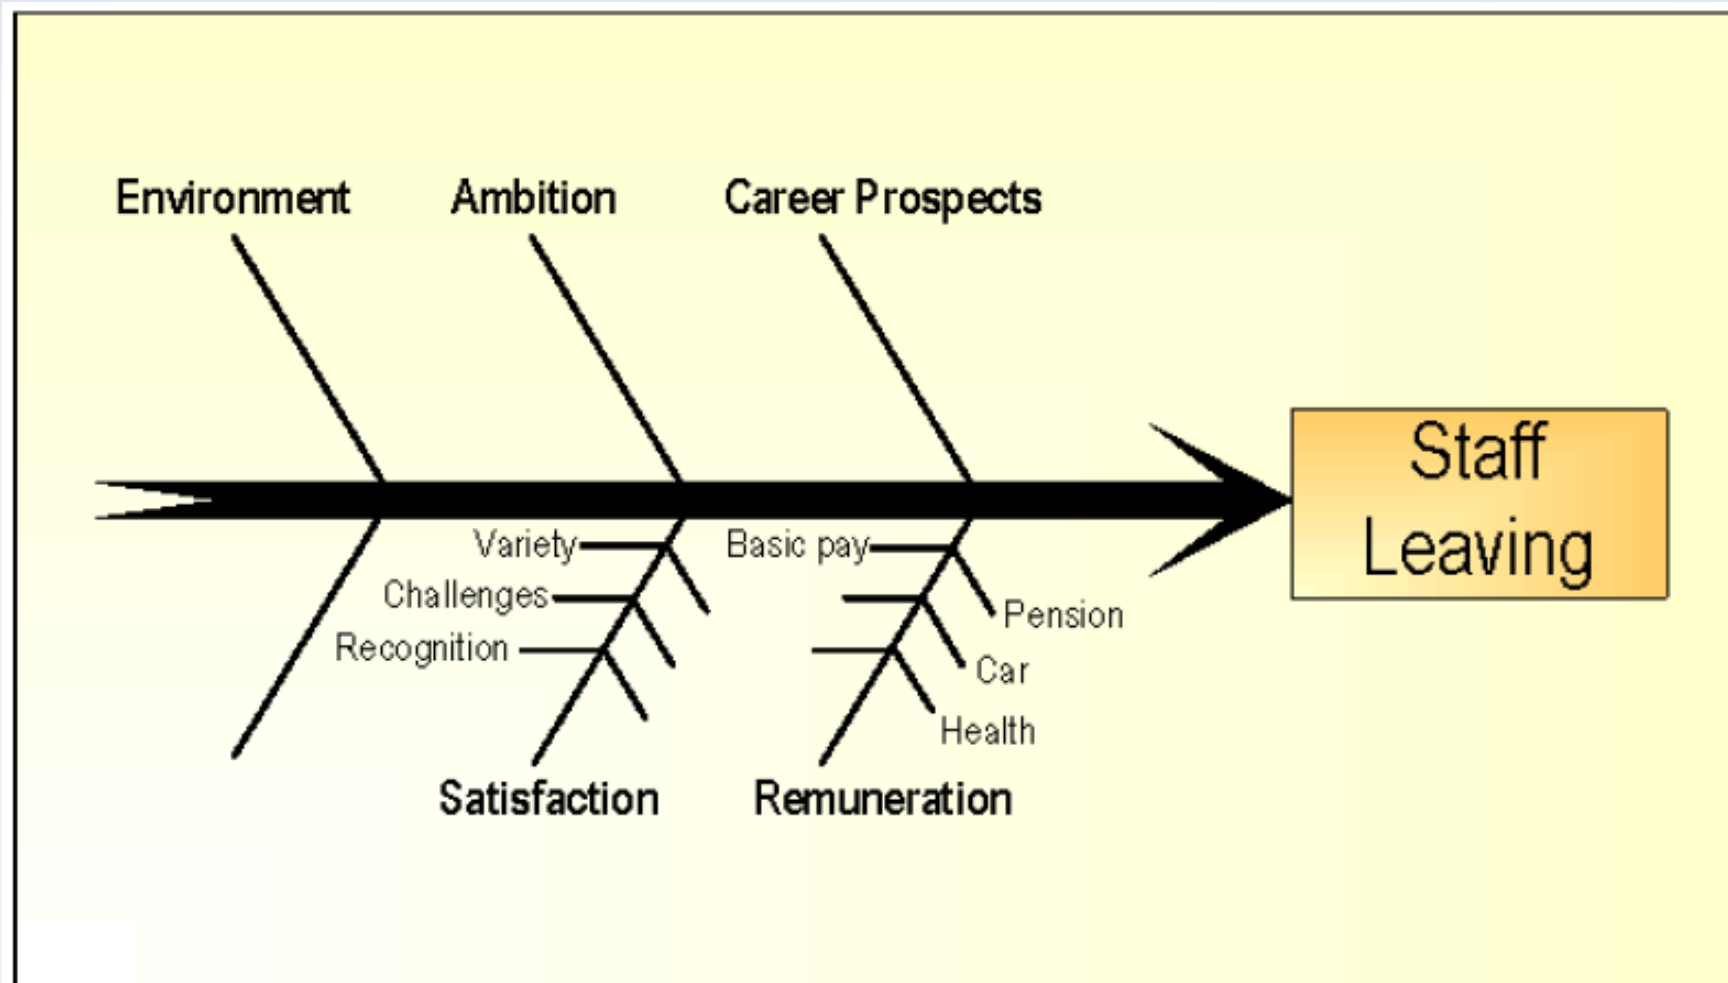 Environment
Ambition
Career Prospects
Staff
Leaving
Variety
Challenges
Recognition
Basic pay
Pension
Car
Health
Satisfaction
Remuneration